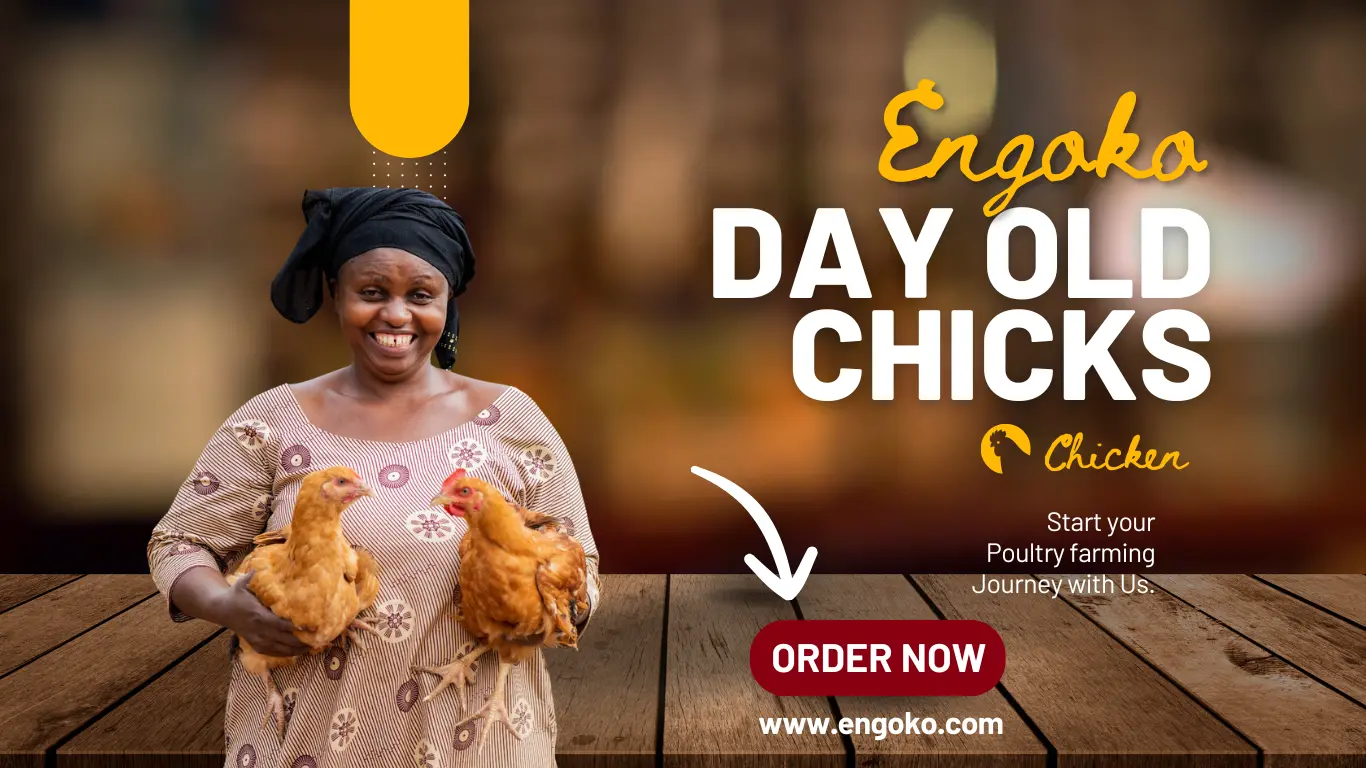 Engoko
DAY OLD
CHICKS
Chicken
Start your
Poultry farming
Journey with Us.
ORDER NOW
www.engoko.com